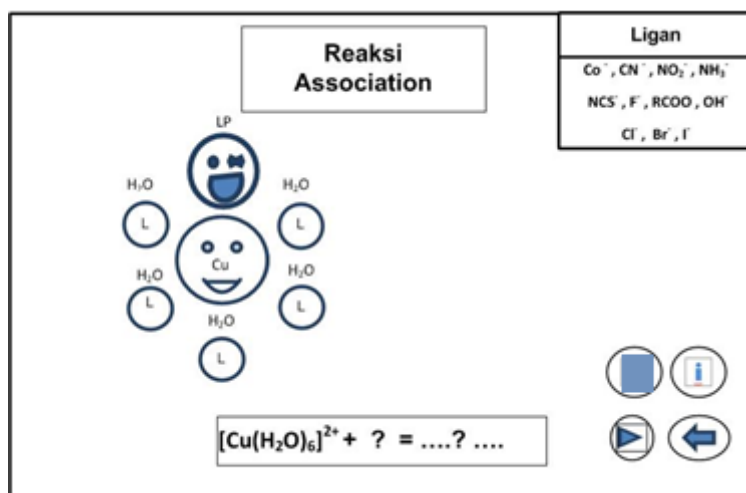 Reaksi
Association
Ligan
Co⁻ , CN⁻ , NO₂⁻ , NH₃⁻
NCS⁻ , F⁻ , RCOO , OH⁻
Cl⁻ , Br⁻ , I⁻
LP
H₂O
H₂O
L
L
Cu
H₂O
H₂O
L
L
H₂O
L
i
[Cu(H₂O)₆]²⁺ + ? = ....? ....